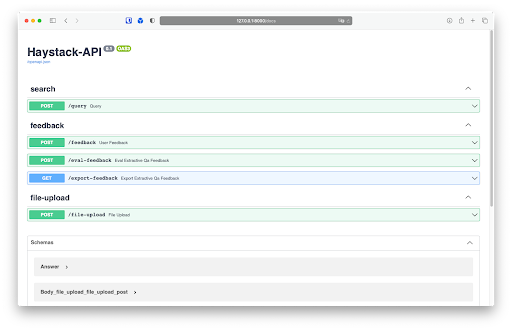 127.0.0.1:8000/docs
Haystack-API 0.1 OAS3
/openapi.json
search
POST /query Query
feedback
POST /feedback User Feedback
POST /eval-feedback Eval Extractive Qa Feedback
GET /export-feedback Export Extractive Qa Feedback
file-upload
POST /file-upload File Upload
Schemas
Answer
Body_file_upload_file_upload_post